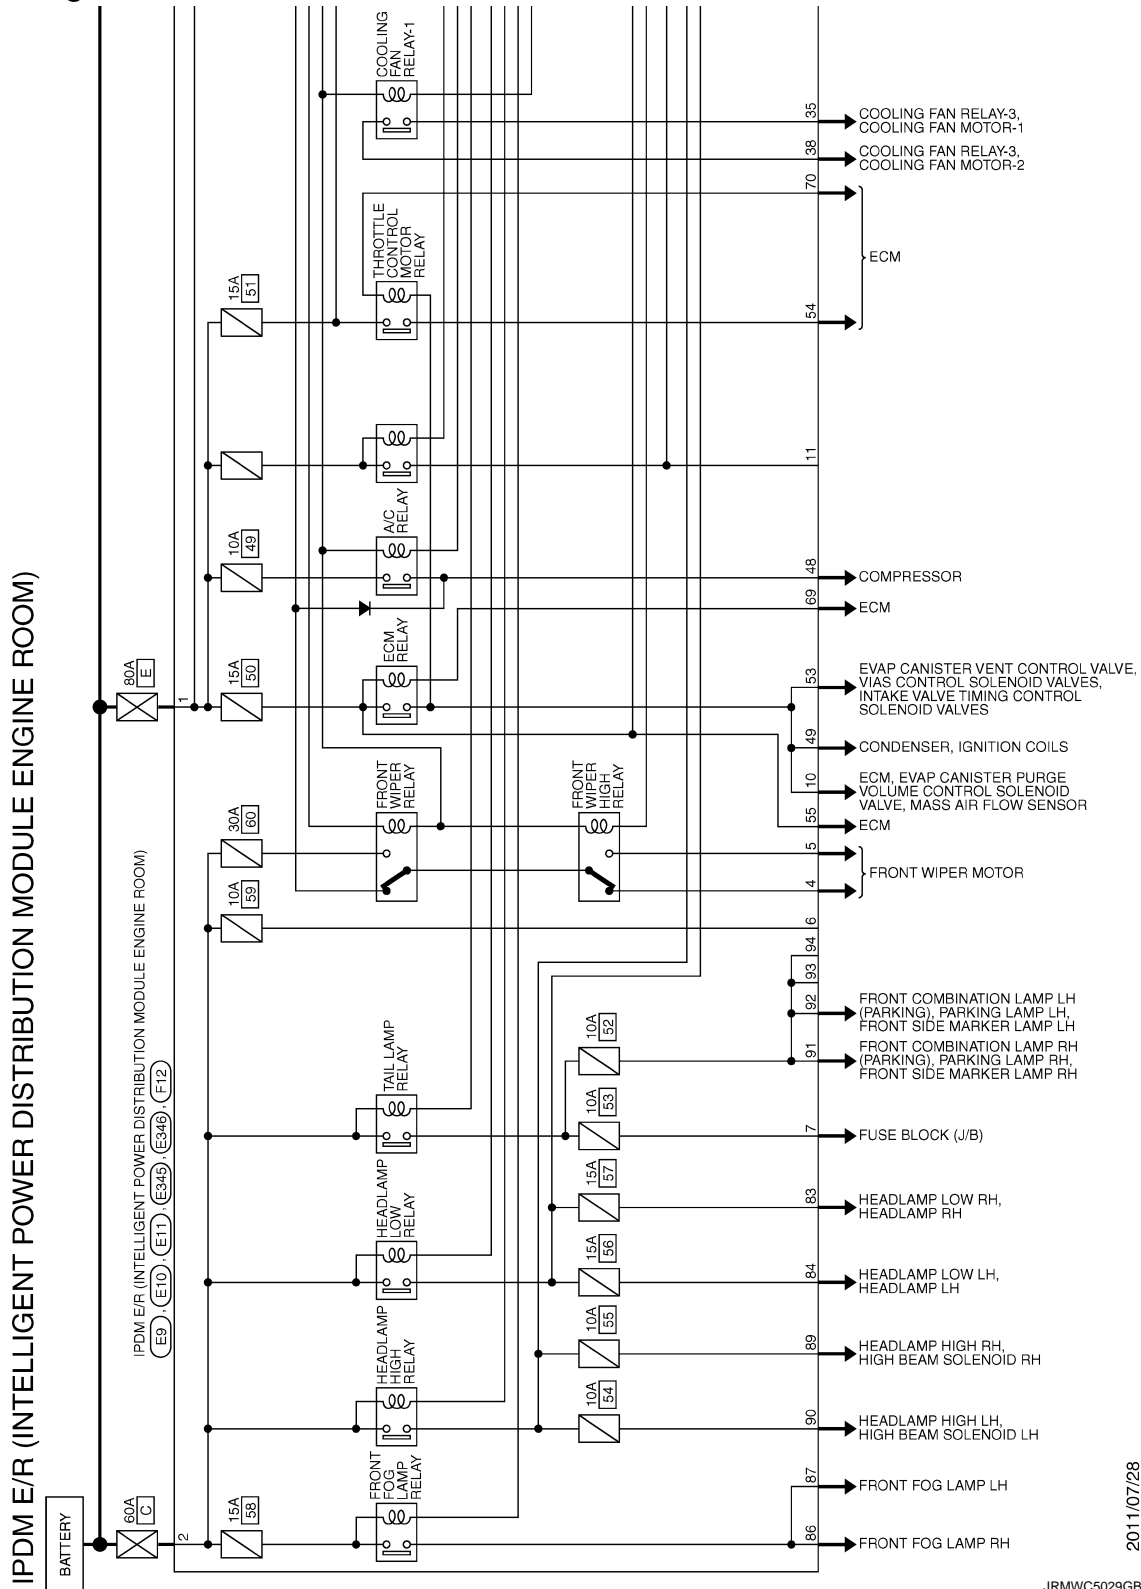 IPDM E/R (INTELLIGENT POWER DISTRIBUTION MODULE ENGINE ROOM)
BATTERY
60A
C
80A
E
2
1
IPDM E/R (INTELLIGENT POWER DISTRIBUTION MODULE ENGINE ROOM)
E9 , E10 , E11 , E345 , E346 , F12
COOLING
FAN
RELAY-1
35
COOLING FAN RELAY-3,
COOLING FAN MOTOR-1
38
COOLING FAN RELAY-3,
COOLING FAN MOTOR-2
70
THROTTLE
CONTROL
MOTOR
RELAY
ECM
15A
51
54
11
A/C
RELAY
10A
49
48
COMPRESSOR
69
ECM
ECM
RELAY
15A
50
53
EVAP CANISTER VENT CONTROL VALVE,
VIAS CONTROL SOLENOID VALVES,
INTAKE VALVE TIMING CONTROL
SOLENOID VALVES
49
CONDENSER, IGNITION COILS
10
ECM, EVAP CANISTER PURGE
VOLUME CONTROL SOLENOID
VALVE, MASS AIR FLOW SENSOR
FRONT
WIPER
RELAY
FRONT
WIPER
HIGH
RELAY
55
ECM
30A
60
5
FRONT WIPER MOTOR
4
10A
59
6
94
93
92
FRONT COMBINATION LAMP LH
(PARKING), PARKING LAMP LH,
FRONT SIDE MARKER LAMP LH
10A
52
91
FRONT COMBINATION LAMP RH
(PARKING), PARKING LAMP RH,
FRONT SIDE MARKER LAMP RH
TAIL LAMP
RELAY
10A
53
7
FUSE BLOCK (J/B)
15A
57
83
HEADLAMP LOW RH,
HEADLAMP RH
HEADLAMP
LOW
RELAY
15A
56
84
HEADLAMP LOW LH,
HEADLAMP LH
10A
55
89
HEADLAMP HIGH RH,
HIGH BEAM SOLENOID RH
HEADLAMP
HIGH
RELAY
10A
54
90
HEADLAMP HIGH LH,
HIGH BEAM SOLENOID LH
87
FRONT FOG LAMP LH
FRONT
FOG
LAMP
RELAY
15A
58
86
FRONT FOG LAMP RH
2011/07/28
JRMWC5029GB